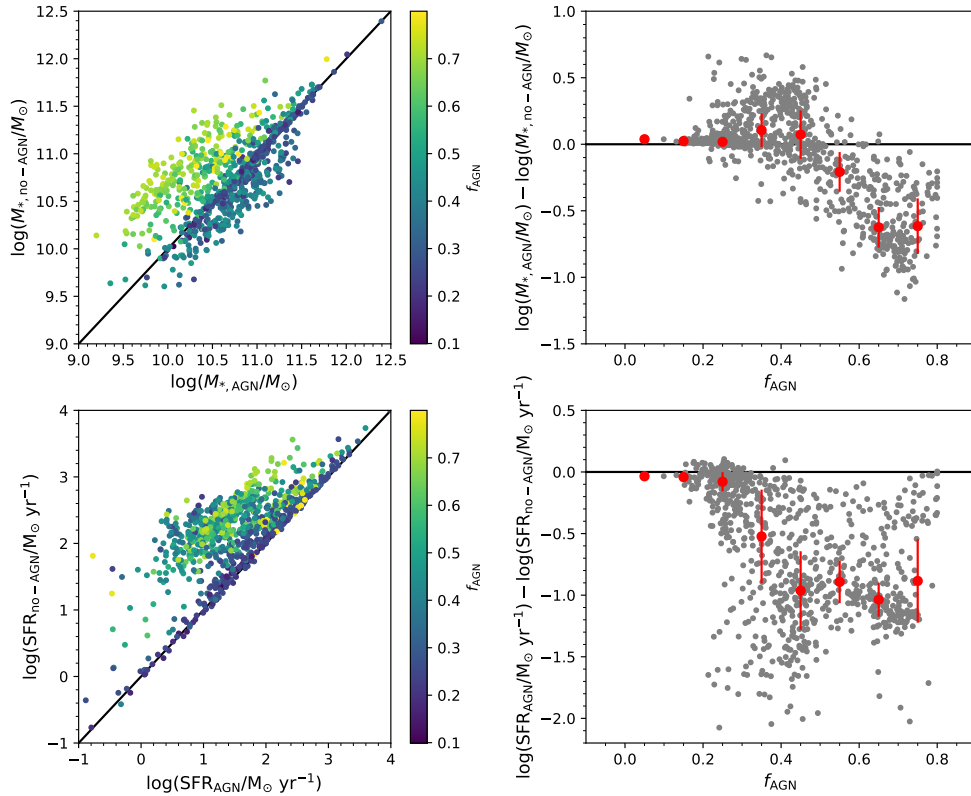 12.5
12.0
11.5
11.0
10.5
10.0
9.5
9.0
9.0 9.5 10.0 10.5 11.0 11.5 12.0 12.5
log(M*,no−AGN/M⊙)
log(M*,AGN/M⊙)
0.7
0.6
0.5
0.4
0.3
0.2
0.1
fAGN
1.0
0.5
0.0
−0.5
−1.0
−1.5
0.0 0.2 0.4 0.6 0.8
log(M*,AGN/M⊙) − log(M*,no−AGN/M⊙)
fAGN
4
3
2
1
0
−1
−1 0 1 2 3 4
log(SFRno−AGN/M⊙ yr−1)
log(SFRAGN/M⊙ yr−1)
0.7
0.6
0.5
0.4
0.3
0.2
0.1
fAGN
0.5
0.0
−0.5
−1.0
−1.5
−2.0
0.0 0.2 0.4 0.6 0.8
log(SFRAGN/M⊙ yr−1) − log(SFRno−AGN/M⊙ yr−1)
fAGN